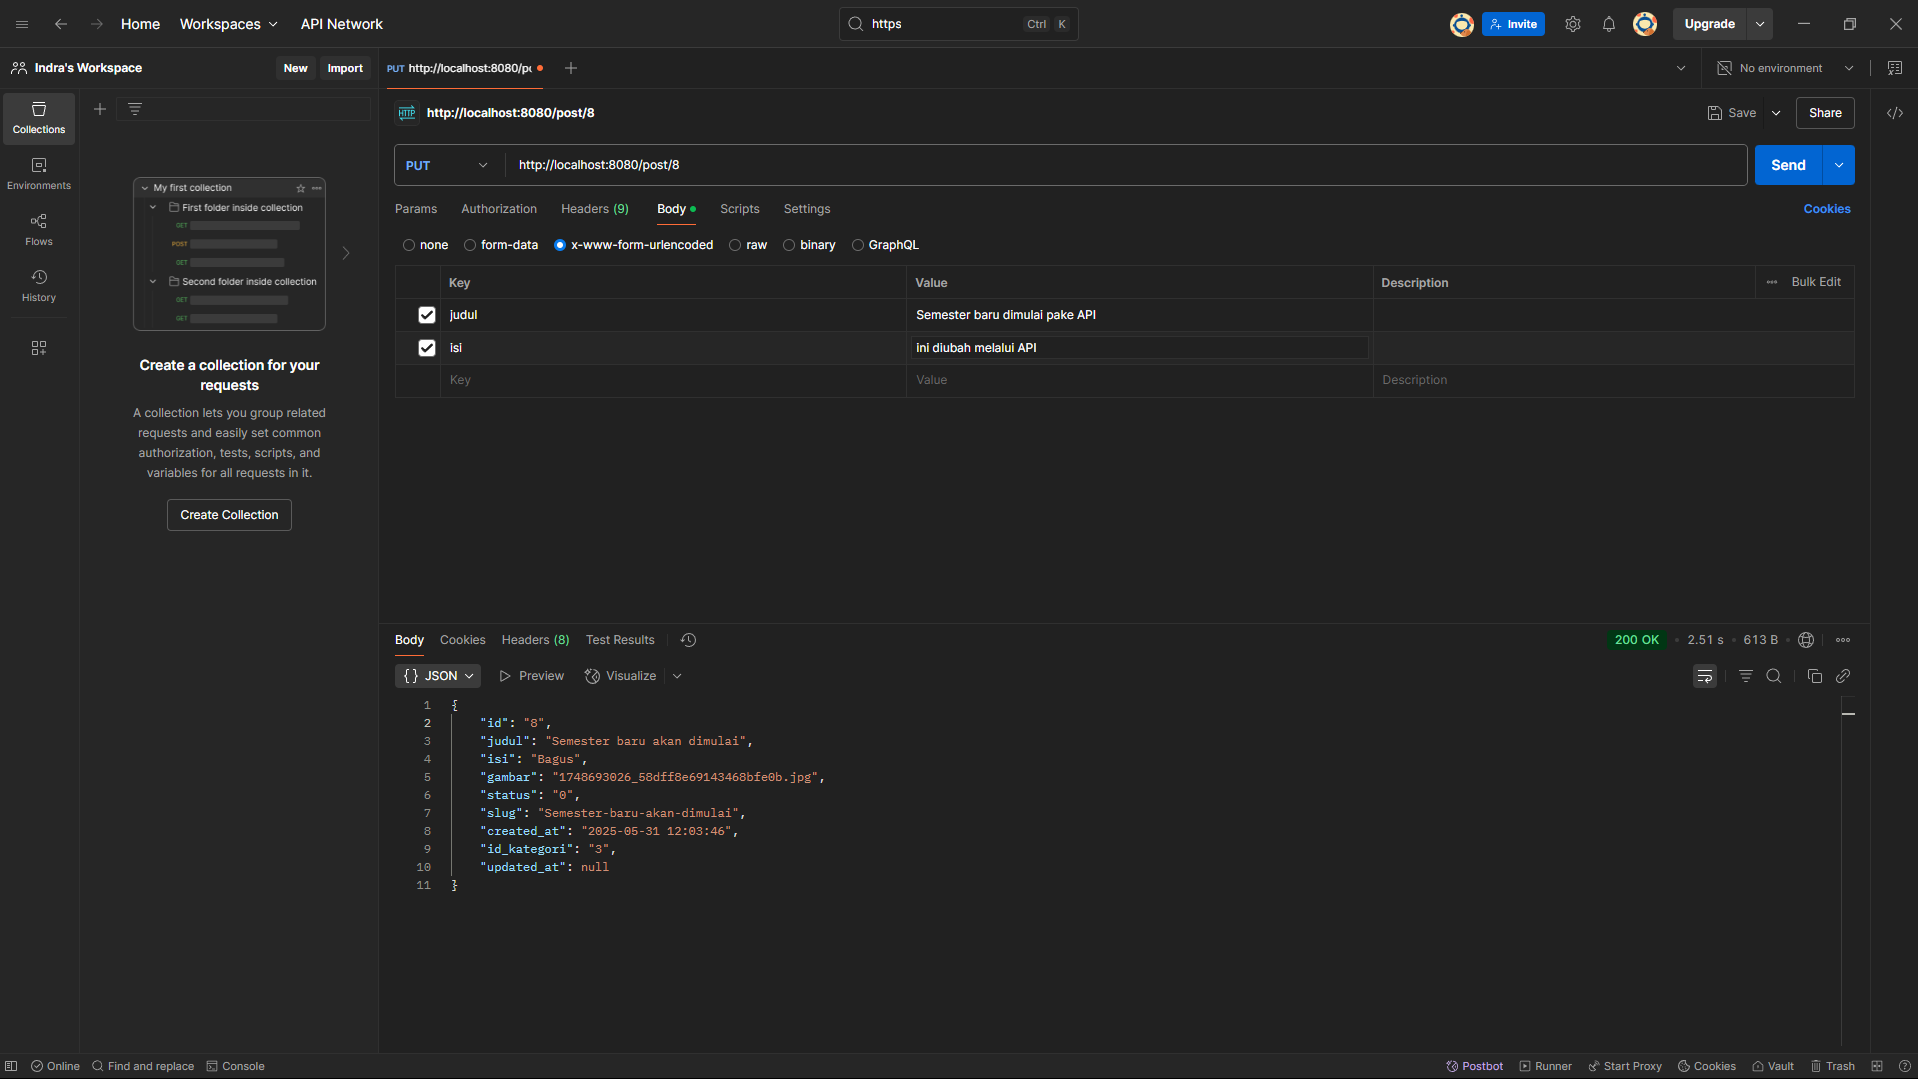 Home Workspaces API Network
https Ctrl K
Invite Upgrade
Indra's Workspace New Import
PUT http://localhost:8080/p
No environment
Collections
Environments
Flows
History
My first collection
First folder inside collection
GET
POST
GET
Second folder inside collection
GET
GET
Create a collection for your
requests
A collection lets you group related
requests and easily set common
authorization, tests, scripts, and
variables for all requests in it.
Create Collection
HTTP http://localhost:8080/post/8
Save Share
PUT http://localhost:8080/post/8 Send
Params Authorization Headers (9) Body Scripts Settings Cookies
none form-data x-www-form-urlencoded raw binary GraphQL
Key Value Description Bulk Edit
judul Semester baru dimulai pake API
isi ini diubah melalui API
Key Value Description
Body Cookies Headers (8) Test Results
200 OK 2.51 s 613 B
{} JSON Preview Visualize
1 {
2 "id": "8",
3 "judul": "Semester baru akan dimulai",
4 "isi": "Bagus",
5 "gambar": "1748693026_58dff8e69143468bfe0b.jpg",
6 "status": "0",
7 "slug": "Semester-baru-akan-dimulai",
8 "created_at": "2025-05-31 12:03:46",
9 "id_kategori": "3",
10 "updated_at": null
11 }
Online Find and replace Console
Postbot Runner Start Proxy Cookies Vault Trash